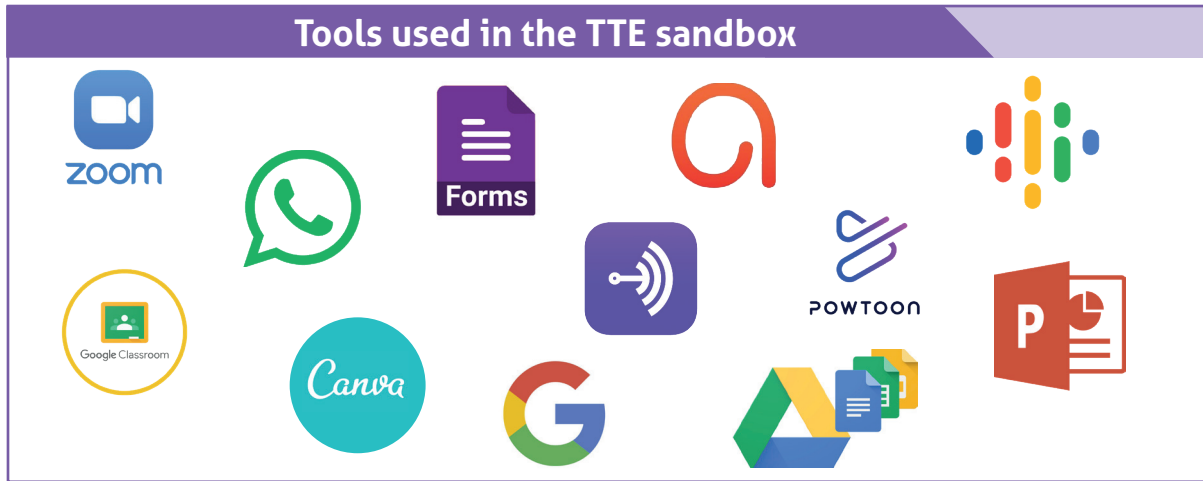 Tools used in the TTE sandbox
zoom
Forms
POWTOON
P
Google Classroom
Canva